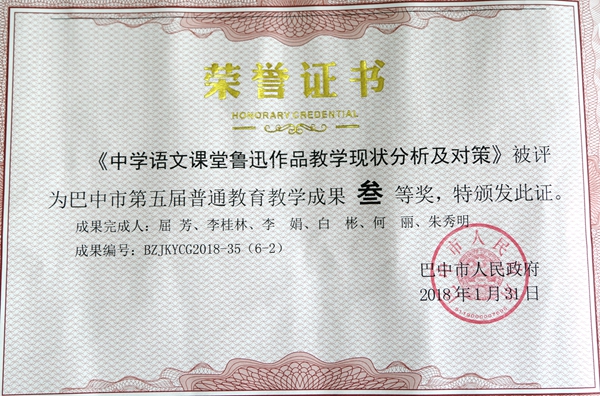 荣誉证书
HONORARY CREDENTIAL
《中学语文课堂鲁迅作品教学现状分析及对策》被评
为巴中市第五届普通教育教学成果 叁 等奖，特颁发此证。
成果完成人：屈 芳、李桂林、李 娟、白 彬、何 丽、朱秀明
成果编号：BZJKYCG2018-35（6-2）
巴中市人民政府
2018年1月31日